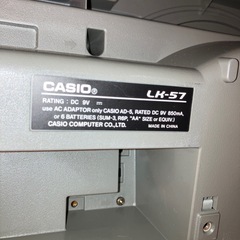 CASIO® LK-57
RATING: DC 9V ⎓
use AC ADAPTOR only CASIO AD-5, RATED DC 9V 850mA,
or 6 BATTERIES (SUM-3, R6P, "AA" SIZE or EQUIV.)
CASIO COMPUTER CO.,LTD. MADE IN CHINA